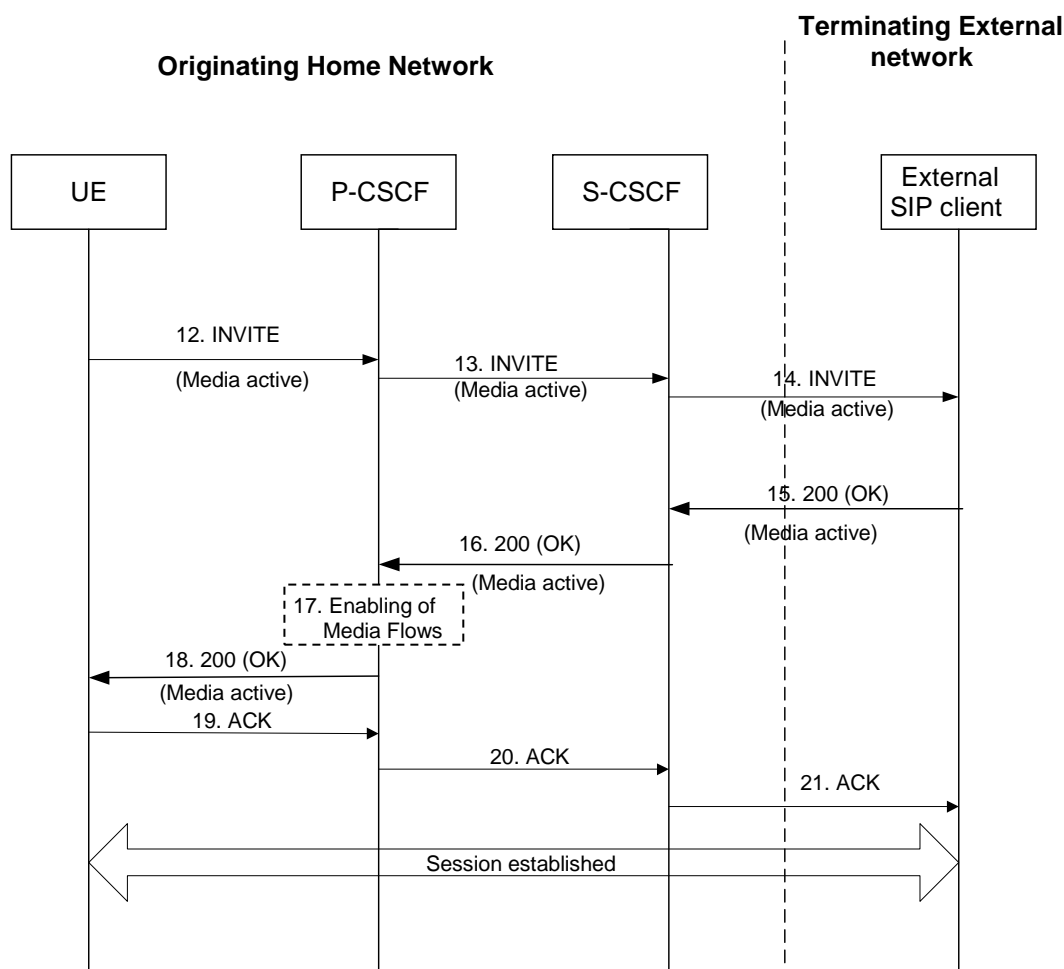 Terminating External
network
Originating Home Network
UE
P-CSCF
S-CSCF
External
SIP client
12. INVITE
(Media active)
13. INVITE
(Media active)
14. INVITE
(Media active)
15. 200 (OK)
(Media active)
16. 200 (OK)
(Media active)
17. Enabling of
Media Flows
18. 200 (OK)
(Media active)
19. ACK
20. ACK
21. ACK
Session established